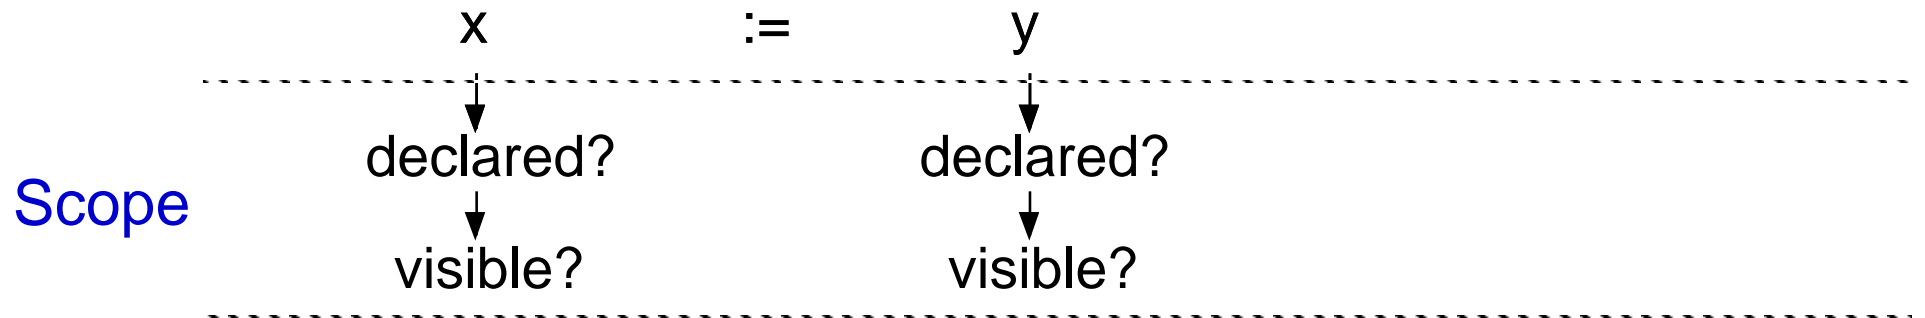 x := y
declared? declared?
Scope
visible? visible?